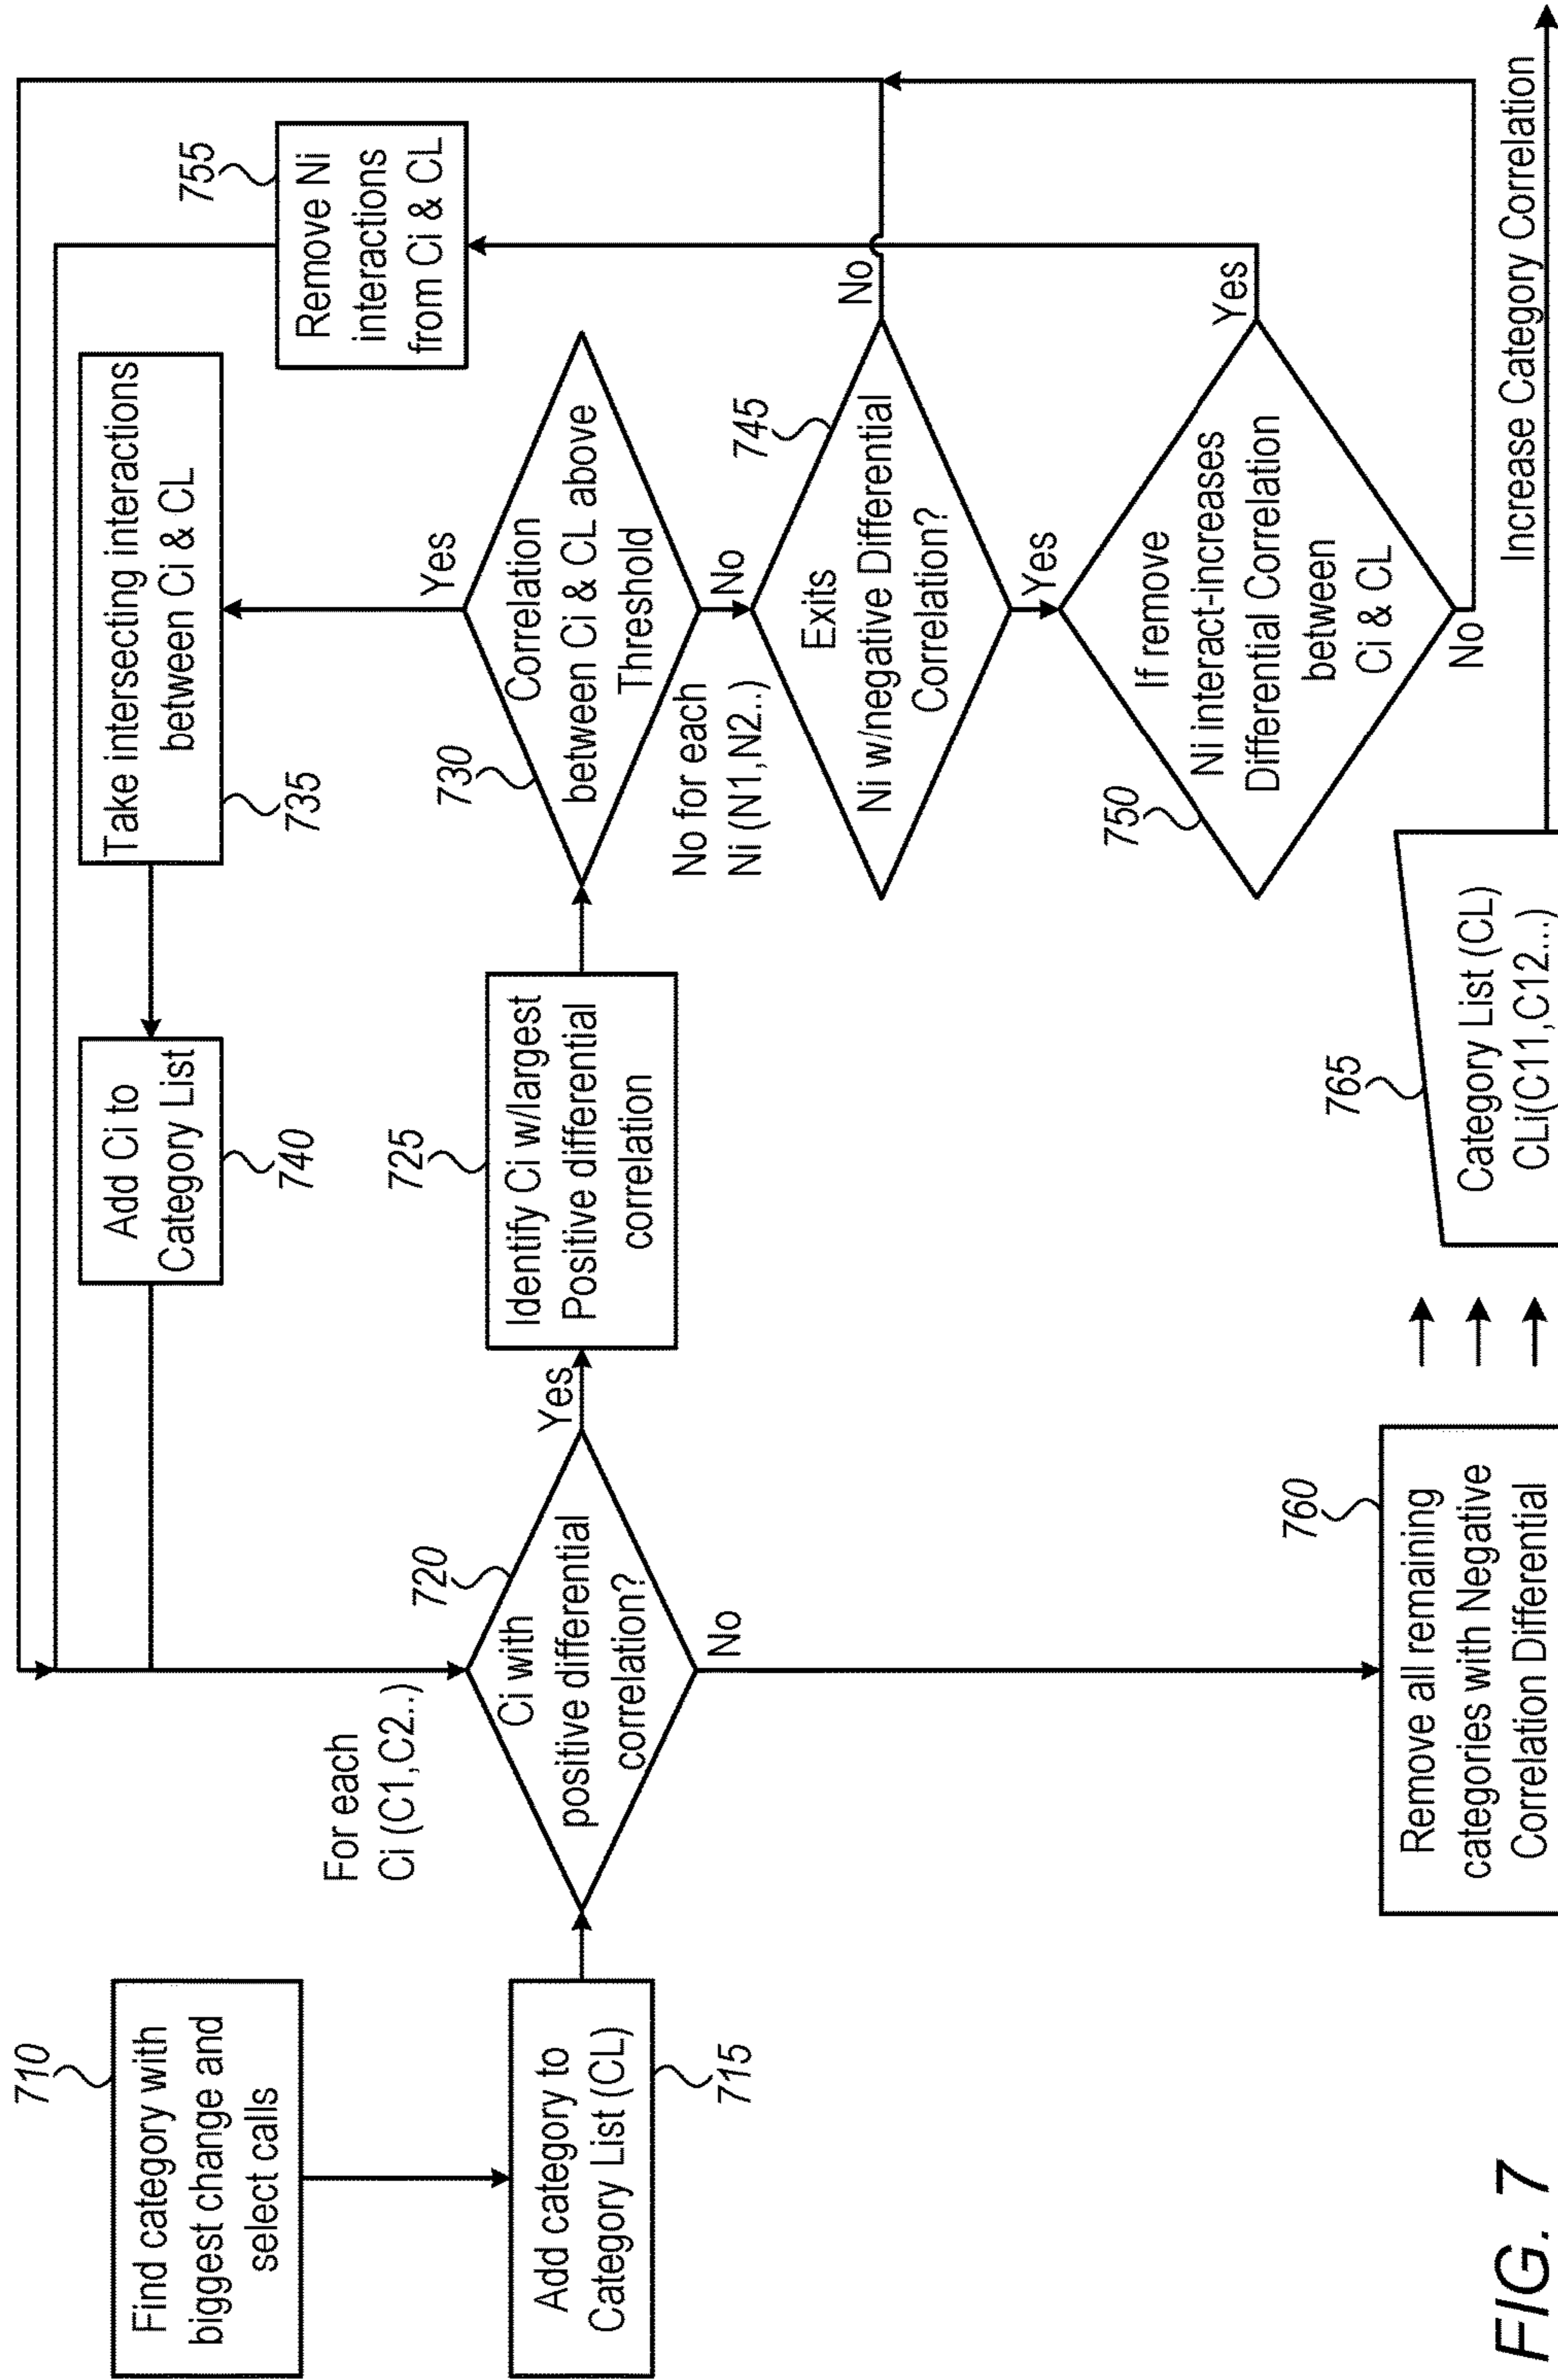 710
Find category with
biggest change and
select calls
Add category to
Category List (CL)
715
For each
Ci (C1,C2..)
720
Ci with
positive differential
correlation?
Yes
No
725
Identify Ci w/largest
Positive differential
correlation
730
Correlation
between Ci & CL above
Threshold
Yes
No
Take intersecting interactions
between Ci & CL
735
Add Ci to
Category List
740
No for each
Ni (N1,N2..)
745
Exits
Ni w/negative Differential
Correlation?
No
Yes
750
If remove
Ni interact-increases
Differential Correlation
between
Ci & CL
Yes
No
755
Remove Ni
interactions
from Ci & CL
760
Remove all remaining
categories with Negative
Correlation Differential
765
Category List (CL)
CLi(C11,C12...)
Increase Category Correlation
FIG. 7